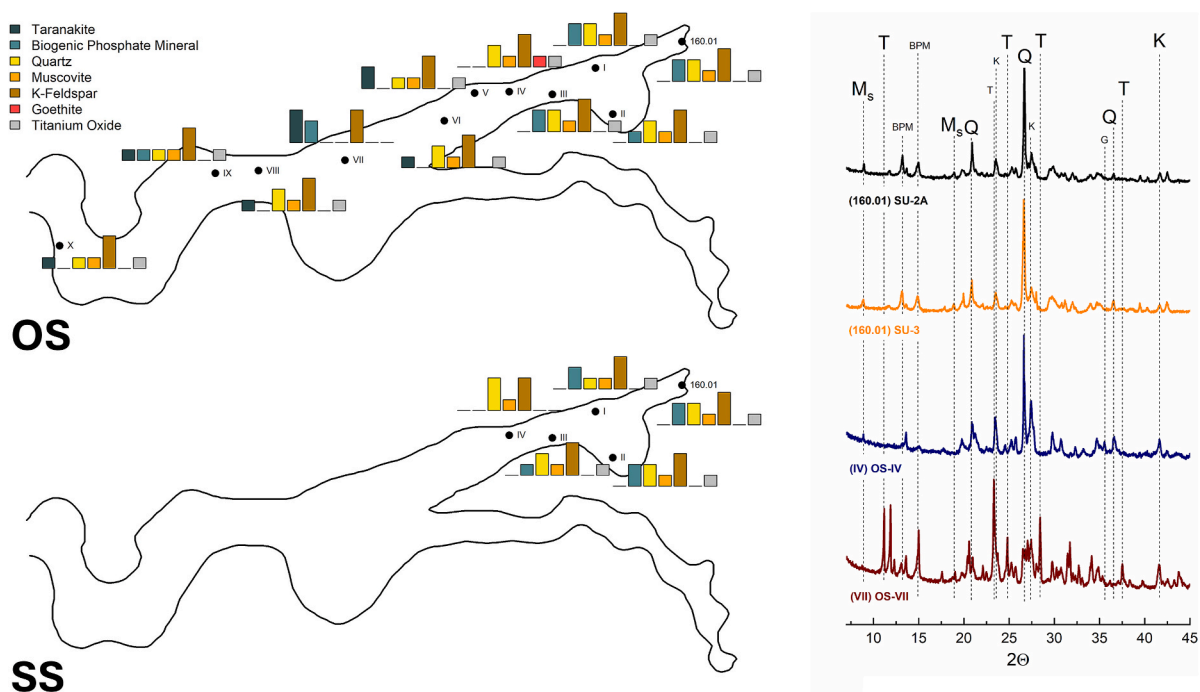 Taranakite
Biogenic Phosphate Mineral
Quartz
Muscovite
K-Feldspar
Goethite
Titanium Oxide
160.01
I
II
III
IV
V
VI
VII
VIII
IX
X
OS
160.01
I
II
III
IV
SS
T
BPM
T
T
K
K
Q
Ms
T
T
Q
BPM
Ms
Q
K
G
(160.01) SU-2A
(160.01) SU-3
(IV) OS-IV
(VII) OS-VII
10 15 20 25 30 35 40 45
2Θ